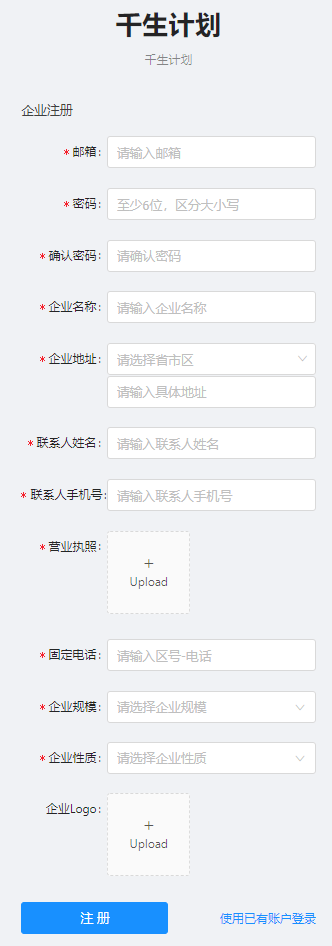 千生计划
千生计划
企业注册
* 邮箱: 请输入邮箱
* 密码: 至少6位，区分大小写
* 确认密码: 请确认密码
* 企业名称: 请输入企业名称
* 企业地址: 请选择省市区
请输入具体地址
* 联系人姓名: 请输入联系人姓名
* 联系人手机号: 请输入联系人手机号
* 营业执照:
+
Upload
* 固定电话: 请输入区号-电话
* 企业规模: 请选择企业规模
* 企业性质: 请选择企业性质
企业Logo:
+
Upload
注 册 使用已有账户登录